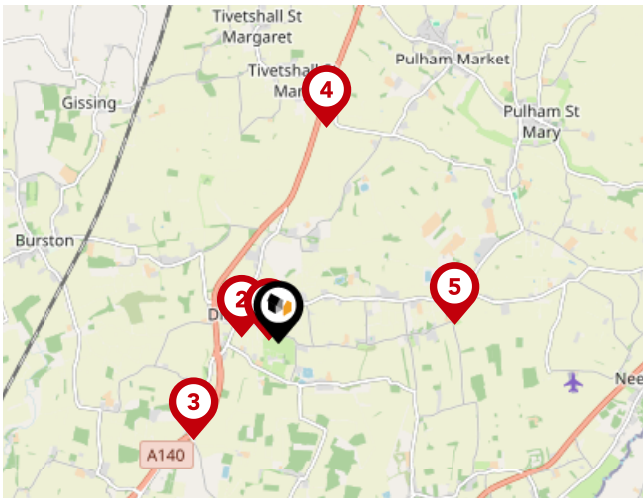 Tivetshall St
Margaret
Pulham Market
Tivetshall
4
Gissing
Pulham St
Mary
Burston
5
2
3
A140